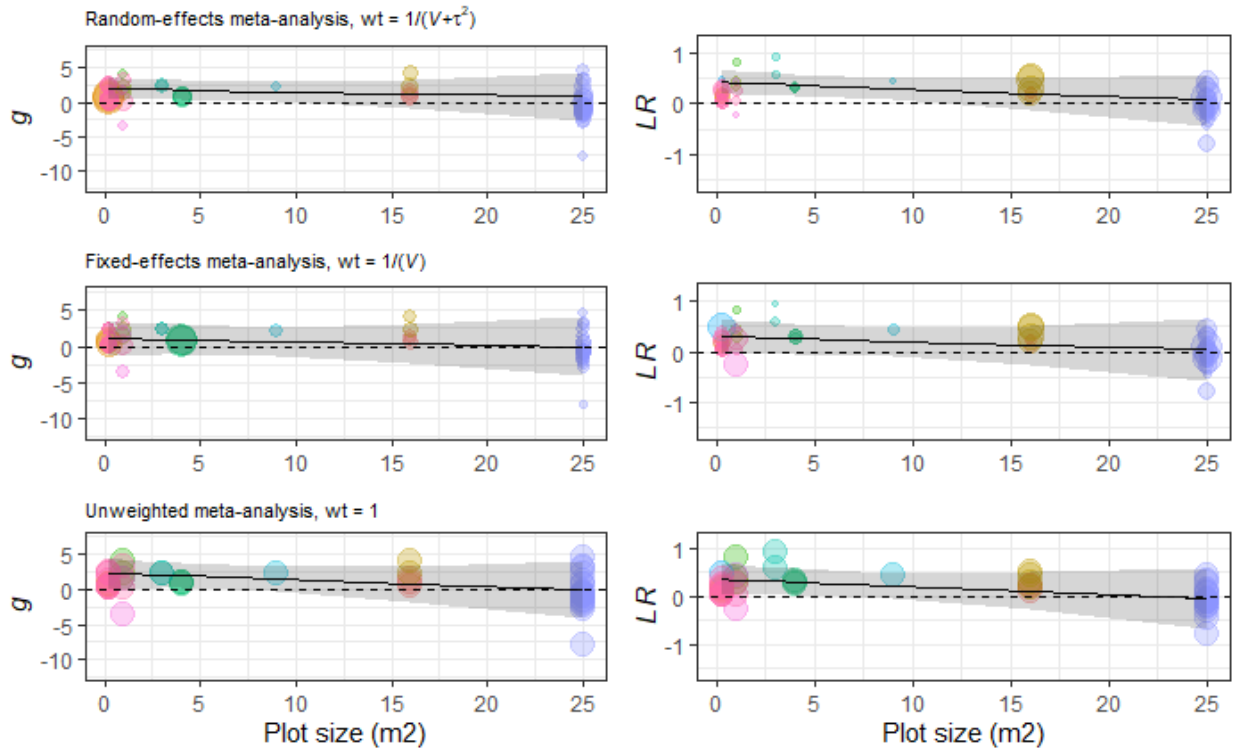 Random-effects meta-analysis, wt = 1/(V+τ²)
g
5
0
-5
-10
0 5 10 15 20 25
LR
1
0
-1
0 5 10 15 20 25
Fixed-effects meta-analysis, wt = 1/(V)
g
5
0
-5
-10
0 5 10 15 20 25
LR
1
0
-1
0 5 10 15 20 25
Unweighted meta-analysis, wt = 1
g
5
0
-5
-10
0 5 10 15 20 25
Plot size (m2)
LR
1
0
-1
0 5 10 15 20 25
Plot size (m2)